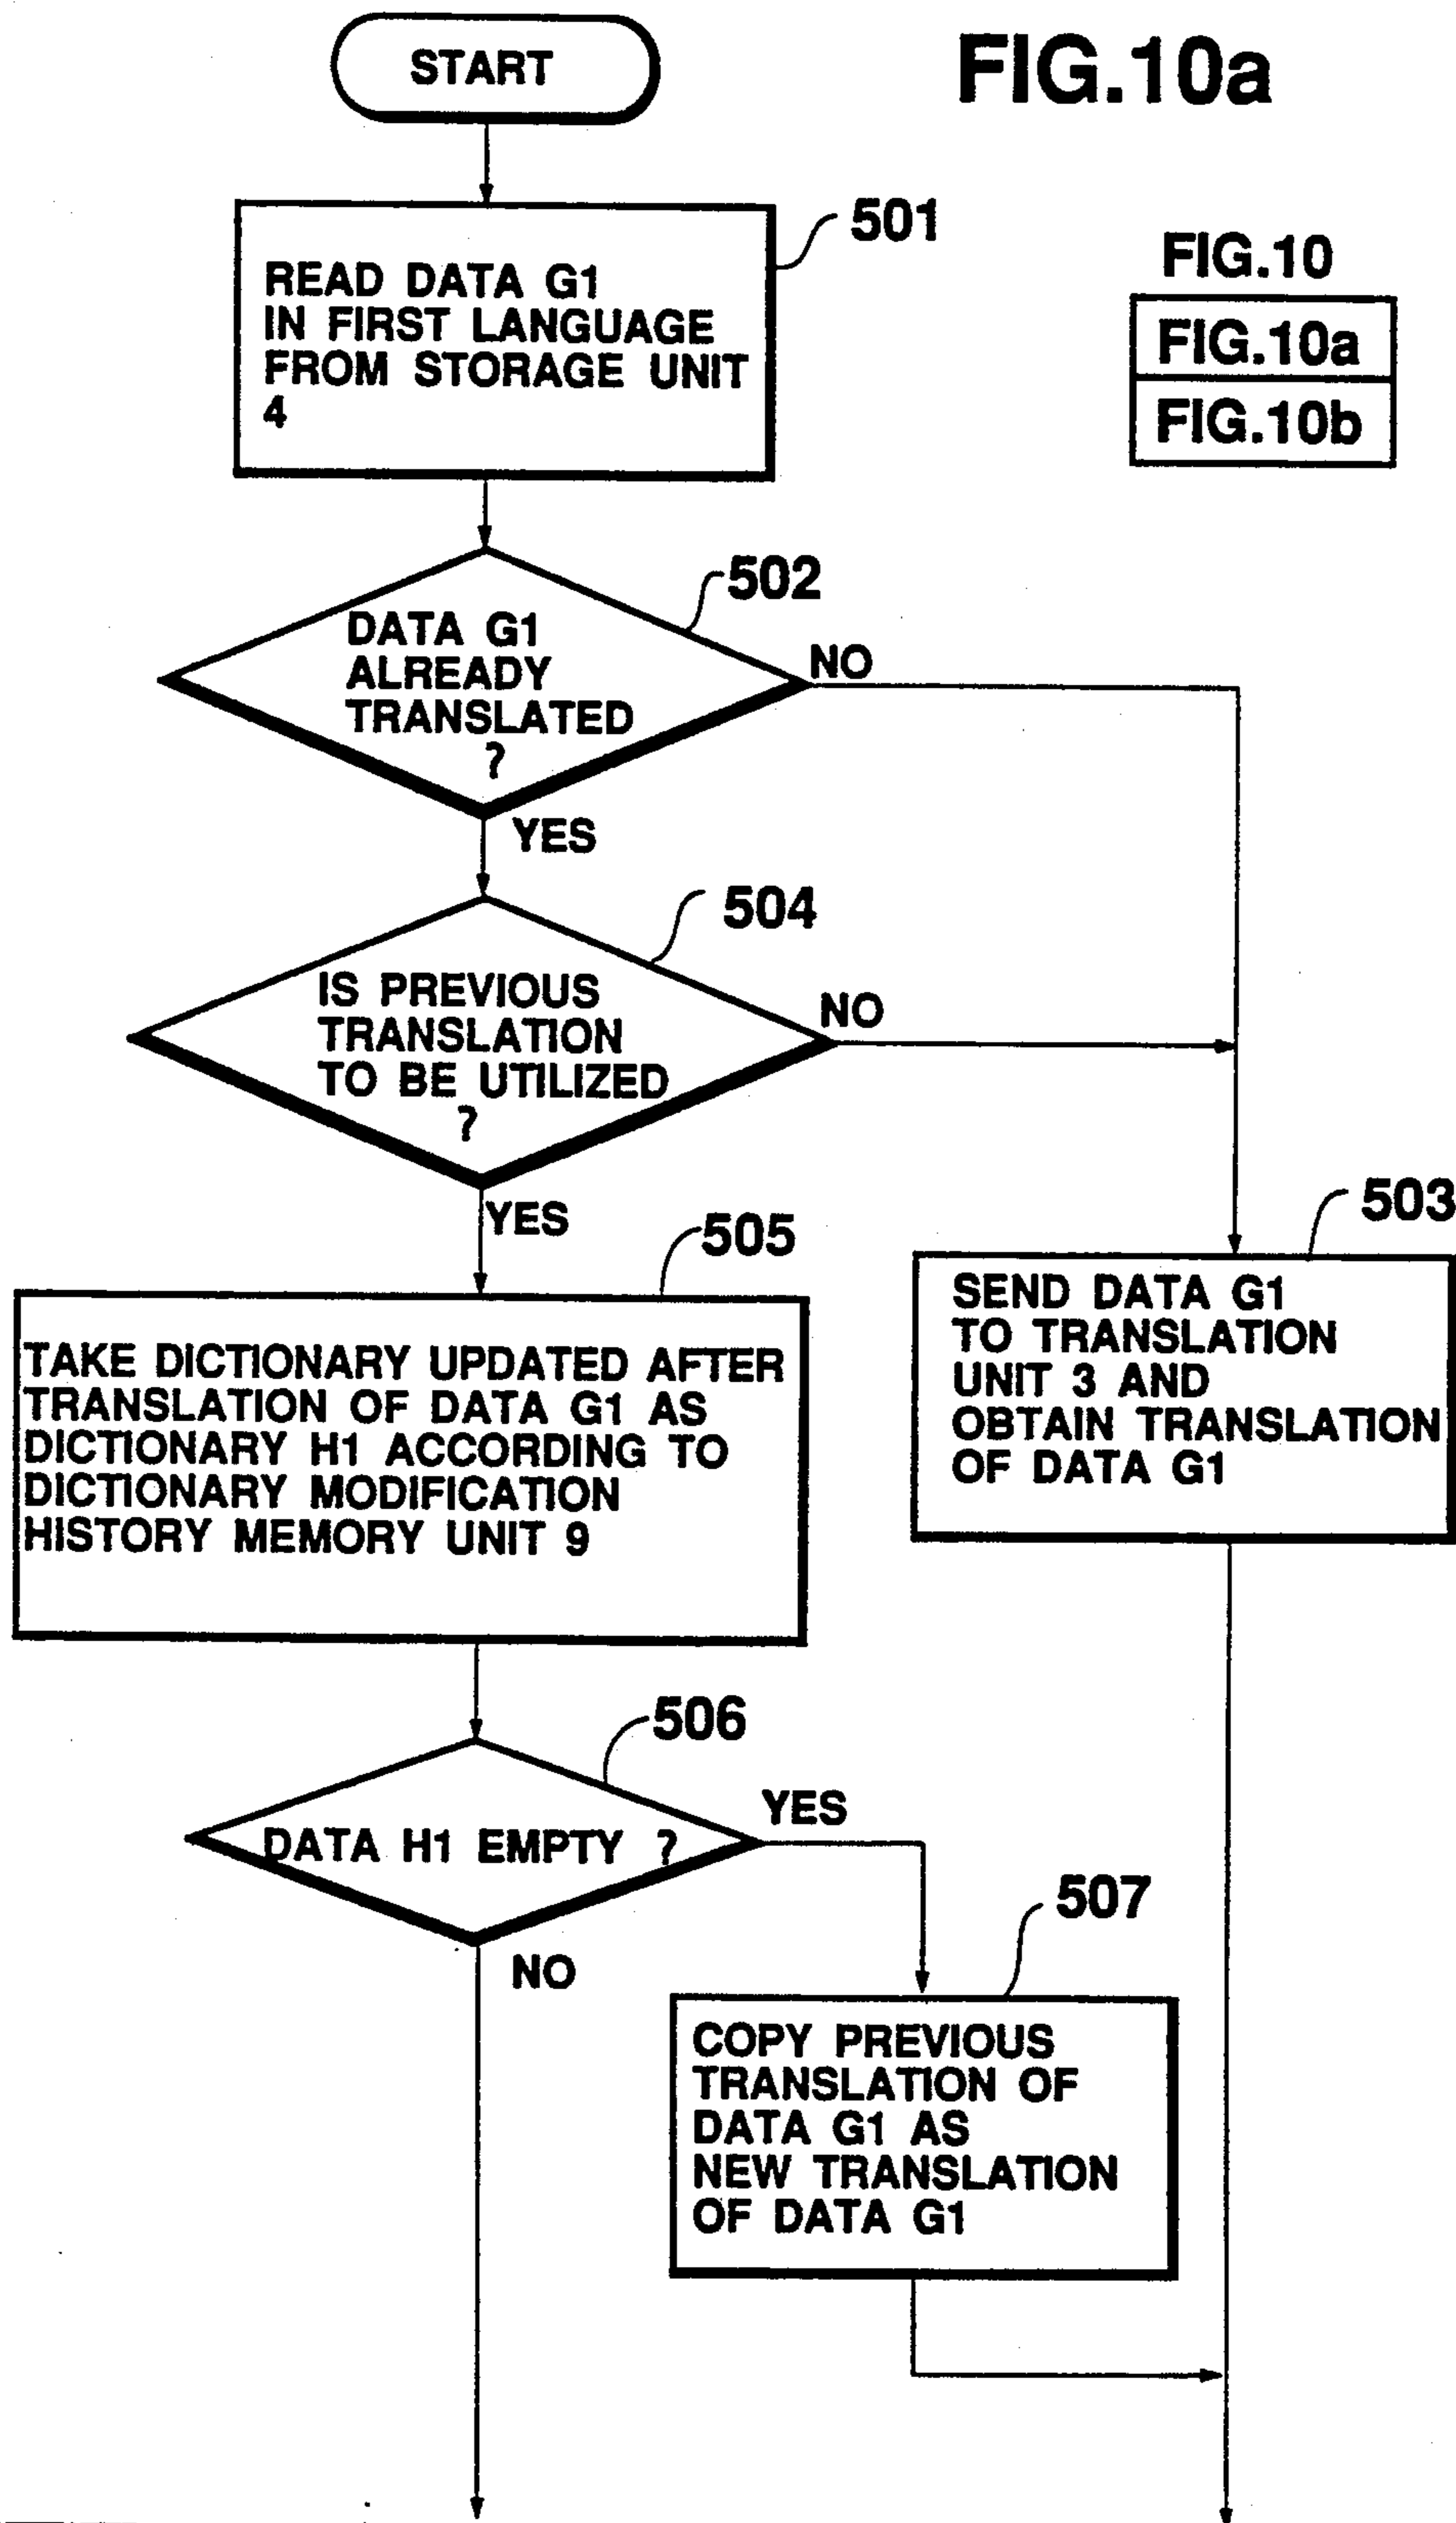 START
FIG.10a
501
READ DATA G1
IN FIRST LANGUAGE
FROM STORAGE UNIT
4
FIG.10
FIG.10a
FIG.10b
502
DATA G1
ALREADY
TRANSLATED
?
NO
YES
504
IS PREVIOUS
TRANSLATION
TO BE UTILIZED
?
NO
YES
505
TAKE DICTIONARY UPDATED AFTER
TRANSLATION OF DATA G1 AS
DICTIONARY H1 ACCORDING TO
DICTIONARY MODIFICATION
HISTORY MEMORY UNIT 9
503
SEND DATA G1
TO TRANSLATION
UNIT 3 AND
OBTAIN TRANSLATION
OF DATA G1
506
DATA H1 EMPTY ?
YES
NO
507
COPY PREVIOUS
TRANSLATION OF
DATA G1 AS
NEW TRANSLATION
OF DATA G1